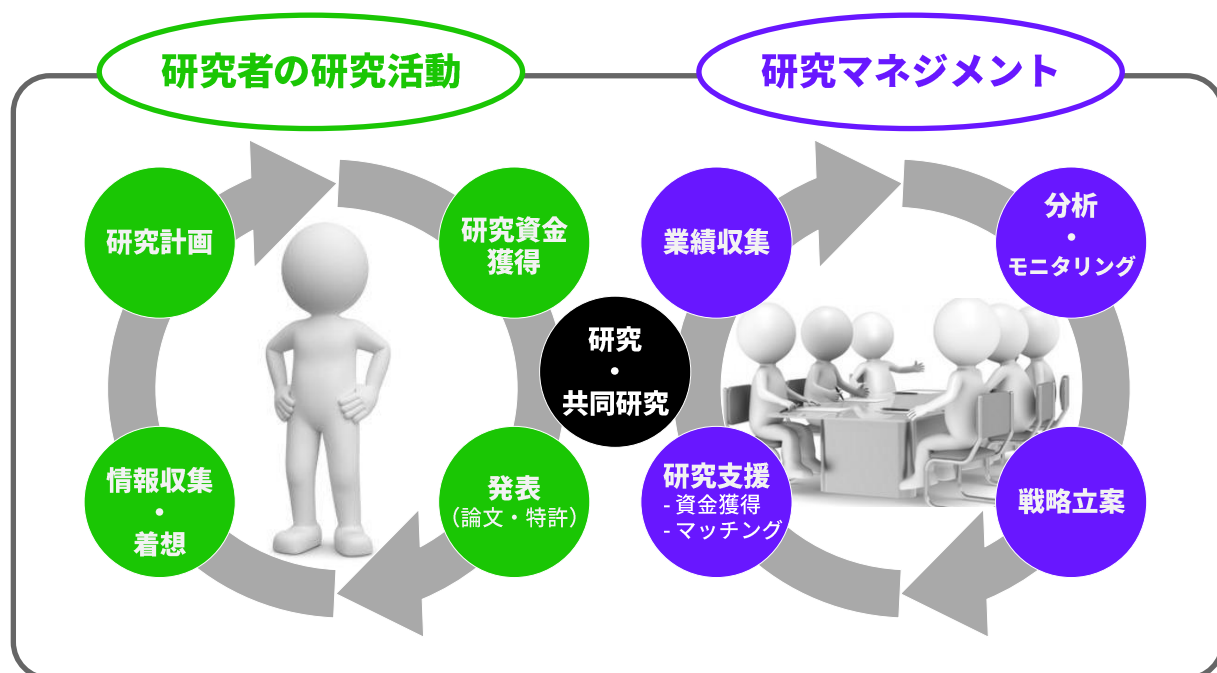 研究者の研究活動
研究マネジメント
研究計画
研究資金
獲得
情報収集
・
着想
発表
（論文・特許）
研究
・
共同研究
業績収集
分析
・
モニタリング
研究支援
- 資金獲得
- マッチング
戦略立案